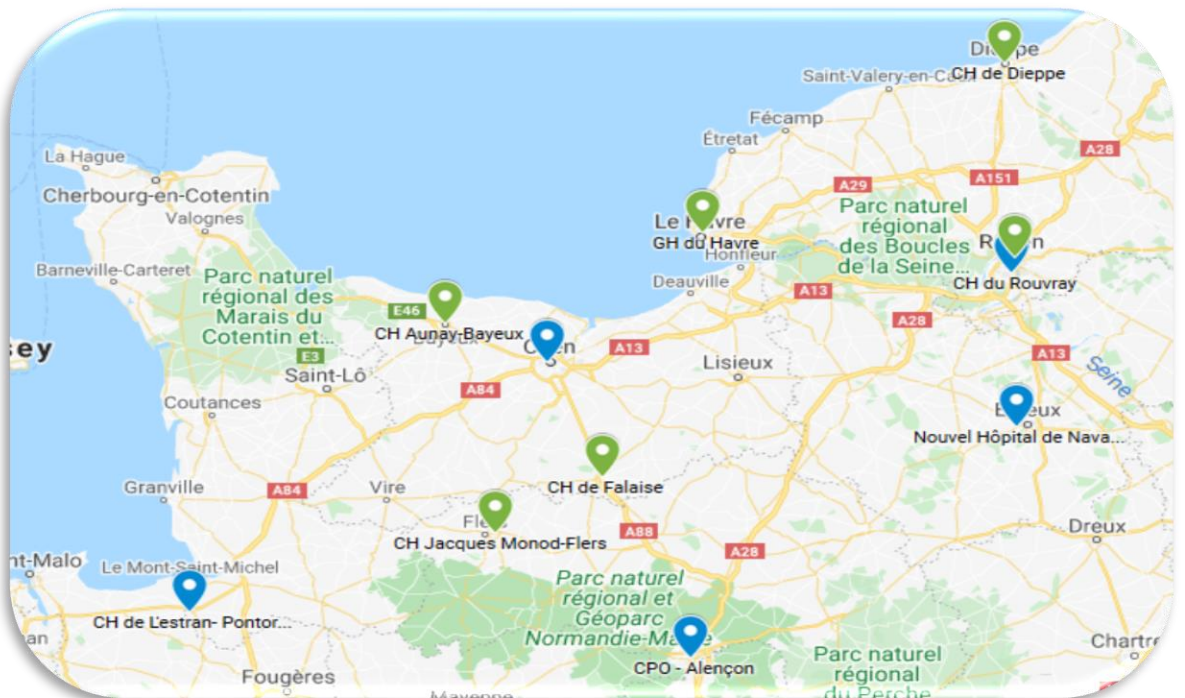 Dieppe
CH de Dieppe
Saint-Valery-en-Caux
Fécamp
Étretat
La Hague
A28
Cherbourg-en-Cotentin
A151
A29
Valognes
Parc naturel
régional
des Boucles
de la Seine...
Le Havre
GH du Havre
Honfleur
Rouen
CH du Rouvray
Barneville-Carteret
Parc naturel
régional des
Marais du
Cotentin et...
Deauville
A13
E46
CH Aunay-Bayeux
Bayeux
A28
Caen
A13
A13
sey
E3
Saint-Lô
Lisieux
Seine
A84
Coutances
Évreux
Nouvel Hôpital de Nava...
CH de Falaise
Granville
A84
Vire
Flers
CH Jacques Monod-Flers
A88
Dreux
A28
nt-Malo
Le Mont-Saint-Michel
Parc naturel
régional et
Géoparc
Normandie-Maine
CH de L'estran- Pontor...
an
CPO - Alençon
Parc naturel
régional
du Perche
Chartre
Fougères
Mayenne